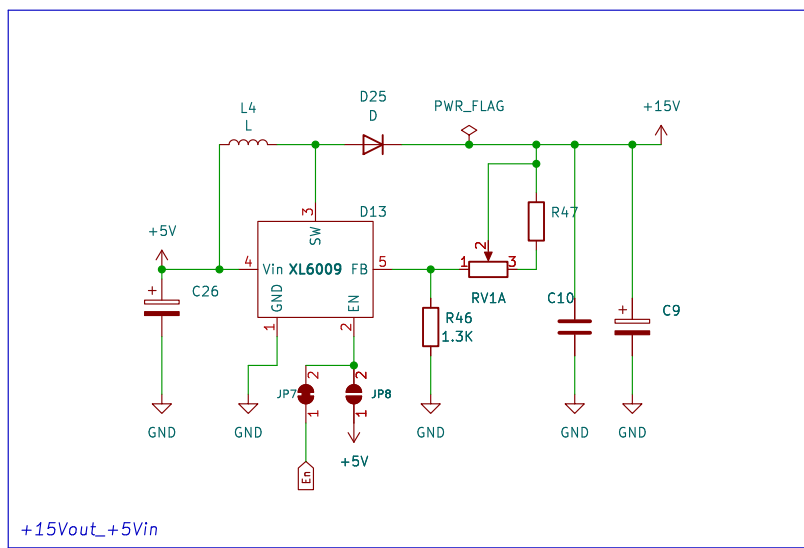 D25
D
PWR_FLAG
+15V
L4
L
3
D13
R47
SW
+5V
2
4
Vin
XL6009
FB
5
1
3
+
C26
GND
EN
RV1A
R46
1.3K
C10
+
C9
1
2
JP7
2
1
2
1
JP8
GND
GND
+5V
GND
GND
GND
En
+15Vout_+5Vin